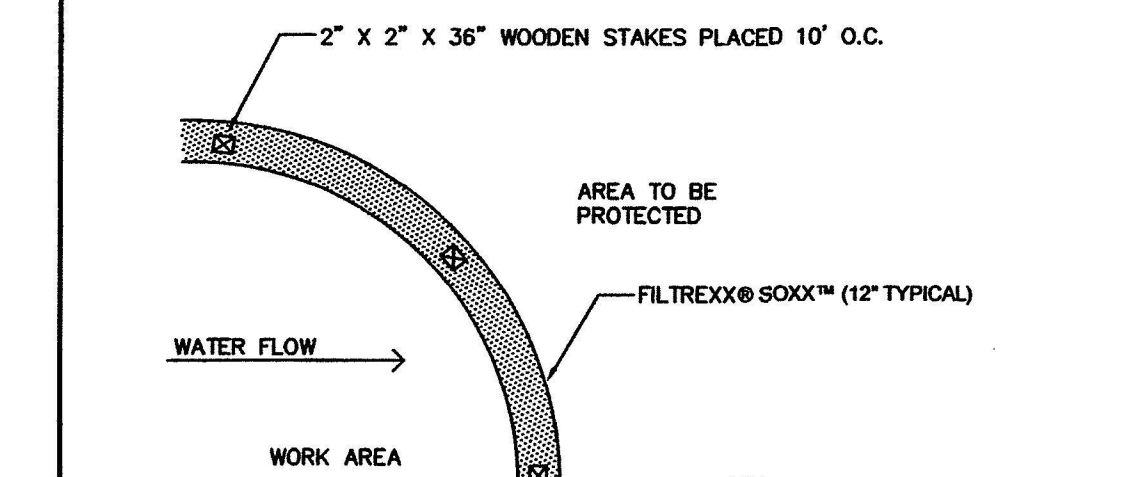 2" X 2" X 36" WOODEN STAKES PLACED 10' O.C.
AREA TO BE
PROTECTED
FILTREXX® SOXX™ (12" TYPICAL)
WATER FLOW
WORK AREA